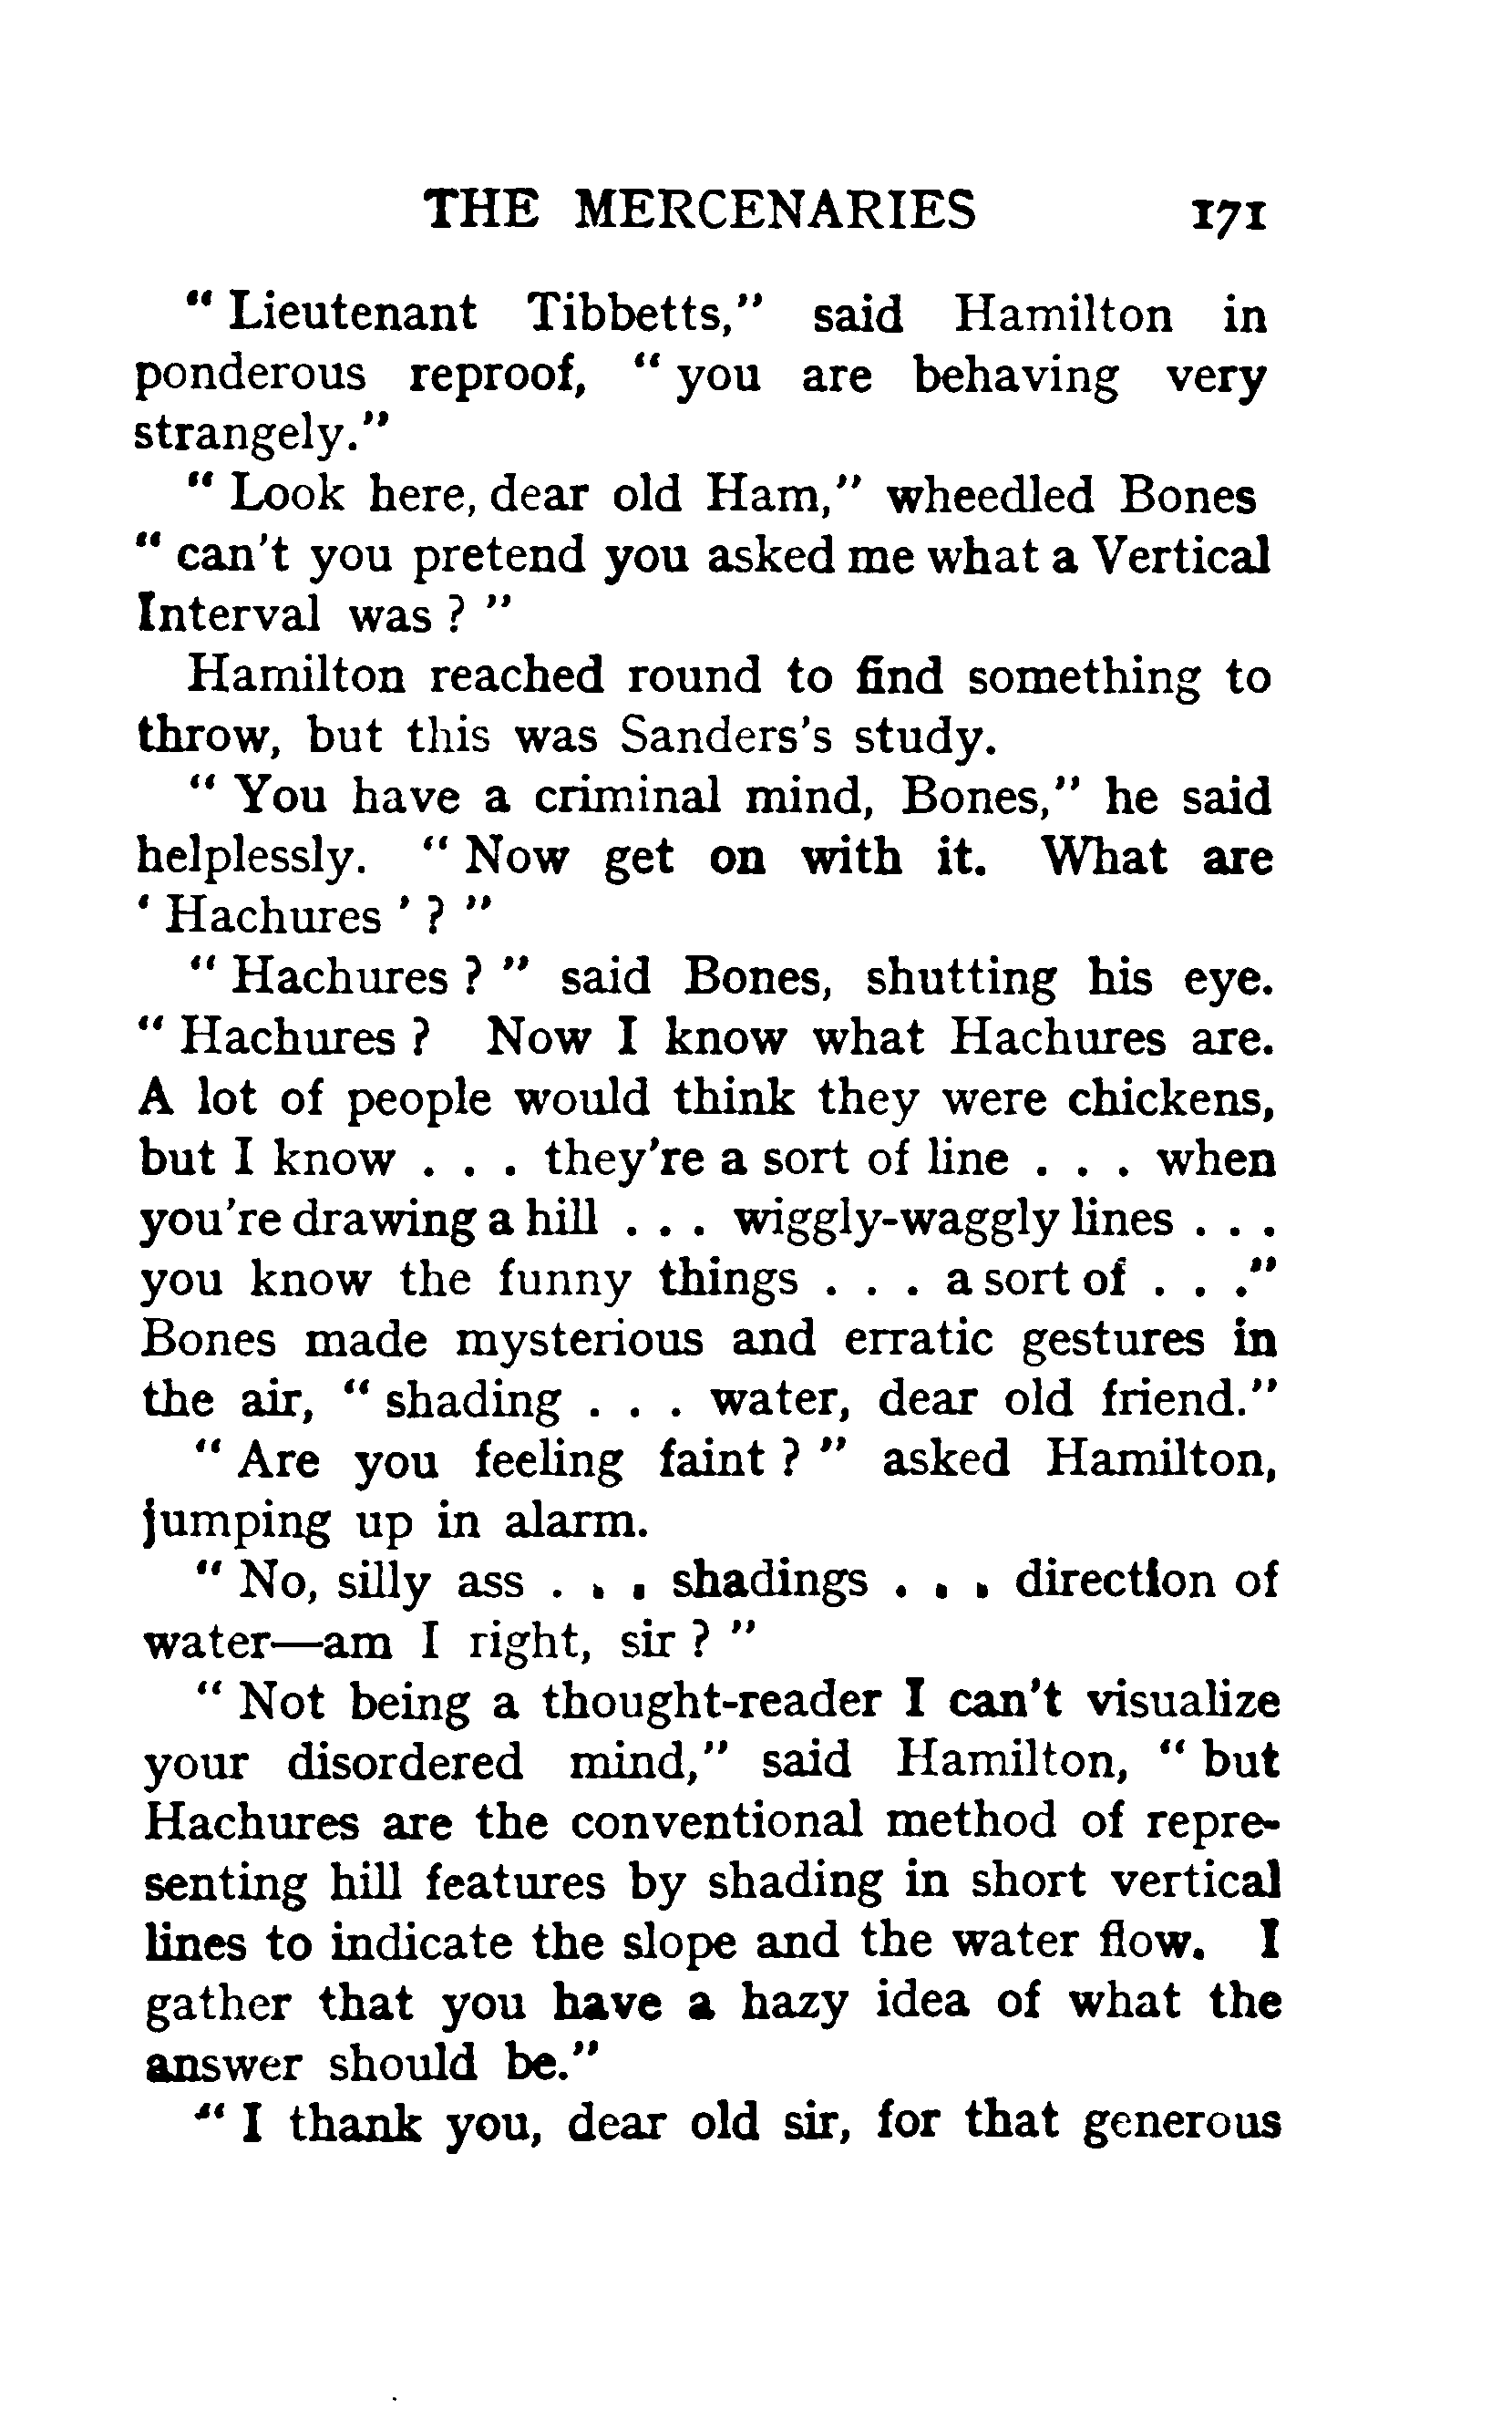 THE MERCENARIES 171
" Lieutenant Tibbetts," said Hamilton in
ponderous reproof, " you are behaving very
strangely."
" Look here, dear old Ham," wheedled Bones
" can't you pretend you asked me what a Vertical
Interval was ? "
Hamilton reached round to find something to
throw, but this was Sanders's study.
" You have a criminal mind, Bones," he said
helplessly. " Now get on with it. What are
' Hachures ' ? "
" Hachures ? " said Bones, shutting his eye.
" Hachures ? Now I know what Hachures are.
A lot of people would think they were chickens,
but I know . . . they're a sort of line . . . when
you're drawing a hill . . . wiggly-waggly lines . . .
you know the funny things . . . a sort of . . ."
Bones made mysterious and erratic gestures in
the air, " shading . . . water, dear old friend."
" Are you feeling faint ? " asked Hamilton,
jumping up in alarm.
" No, silly ass . . . shadings . . . direction of
water—am I right, sir ? "
" Not being a thought-reader I can't visualize
your disordered mind," said Hamilton, " but
Hachures are the conventional method of repre-
senting hill features by shading in short vertical
lines to indicate the slope and the water flow. I
gather that you have a hazy idea of what the
answer should be."
" I thank you, dear old sir, for that generous